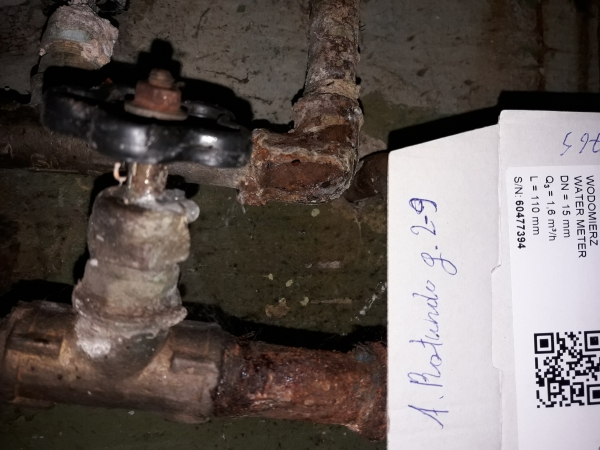 WODOMIERZ
WATER METER
DN = 15 mm
Q₃ = 1,6 m³/h
L = 110 mm
S/N: 60477394
A. Rotundo g. 2-9